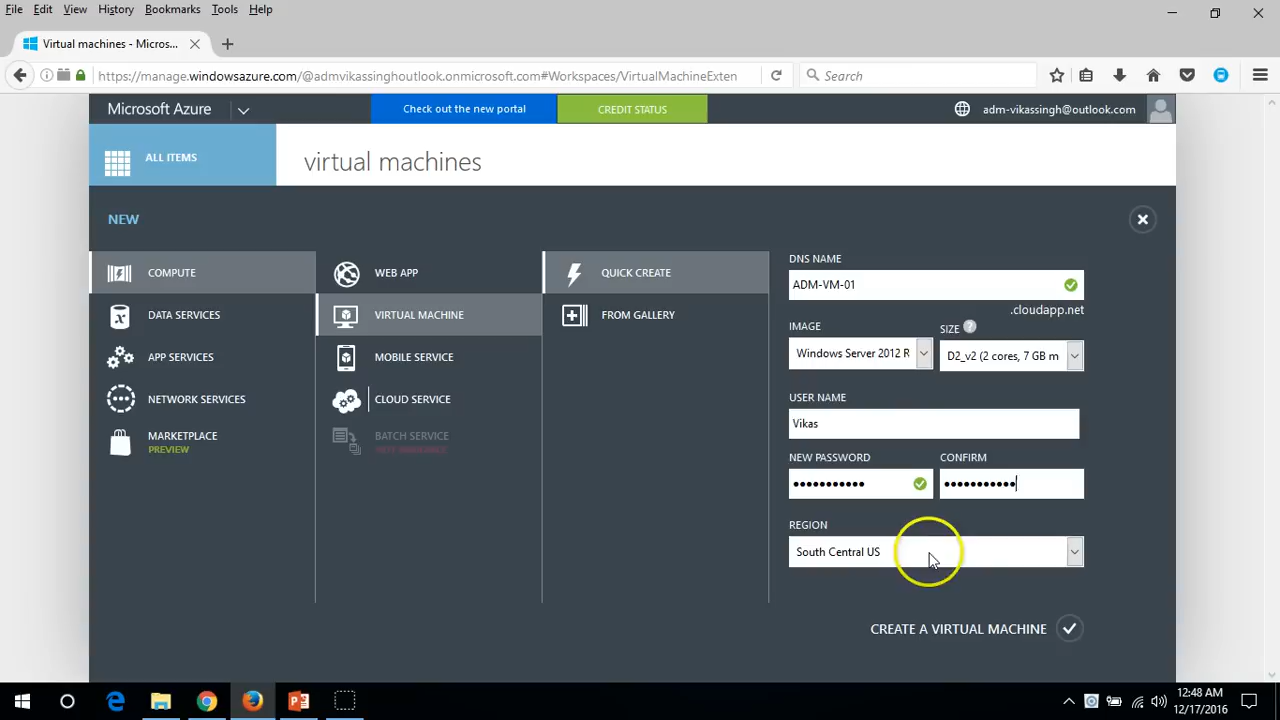 File Edit View History Bookmarks Tools Help
Virtual machines - Micros...
https://manage.windowsazure.com/@admvikassinghoutlook.onmicrosoft.com#Workspaces/VirtualMachineExten
Search
Microsoft Azure
Check out the new portal
CREDIT STATUS
adm-vikassingh@outlook.com
ALL ITEMS
virtual machines
NEW
COMPUTE
DATA SERVICES
APP SERVICES
NETWORK SERVICES
MARKETPLACE
PREVIEW
WEB APP
VIRTUAL MACHINE
MOBILE SERVICE
CLOUD SERVICE
BATCH SERVICE
QUICK CREATE
FROM GALLERY
DNS NAME
ADM-VM-01
.cloudapp.net
IMAGE
SIZE ?
Windows Server 2012 R
D2_v2 (2 cores, 7 GB m
USER NAME
Vikas
NEW PASSWORD
CONFIRM
REGION
South Central US
CREATE A VIRTUAL MACHINE
12:48 AM
12/17/2016